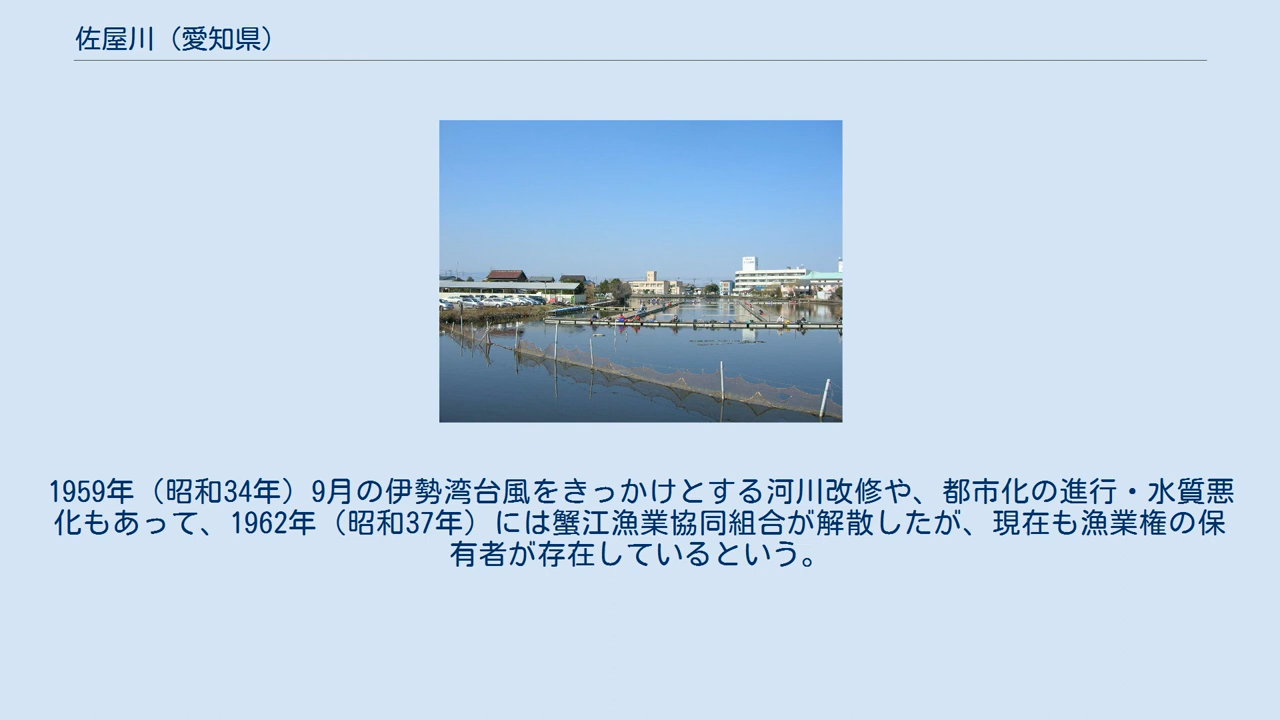 佐屋川（愛知県）
1959年（昭和34年）9月の伊勢湾台風をきっかけとする河川改修や、都市化の進行・水質悪
化もあって、1962年（昭和37年）には蟹江漁業協同組合が解散したが、現在も漁業権の保
有者が存在しているという。